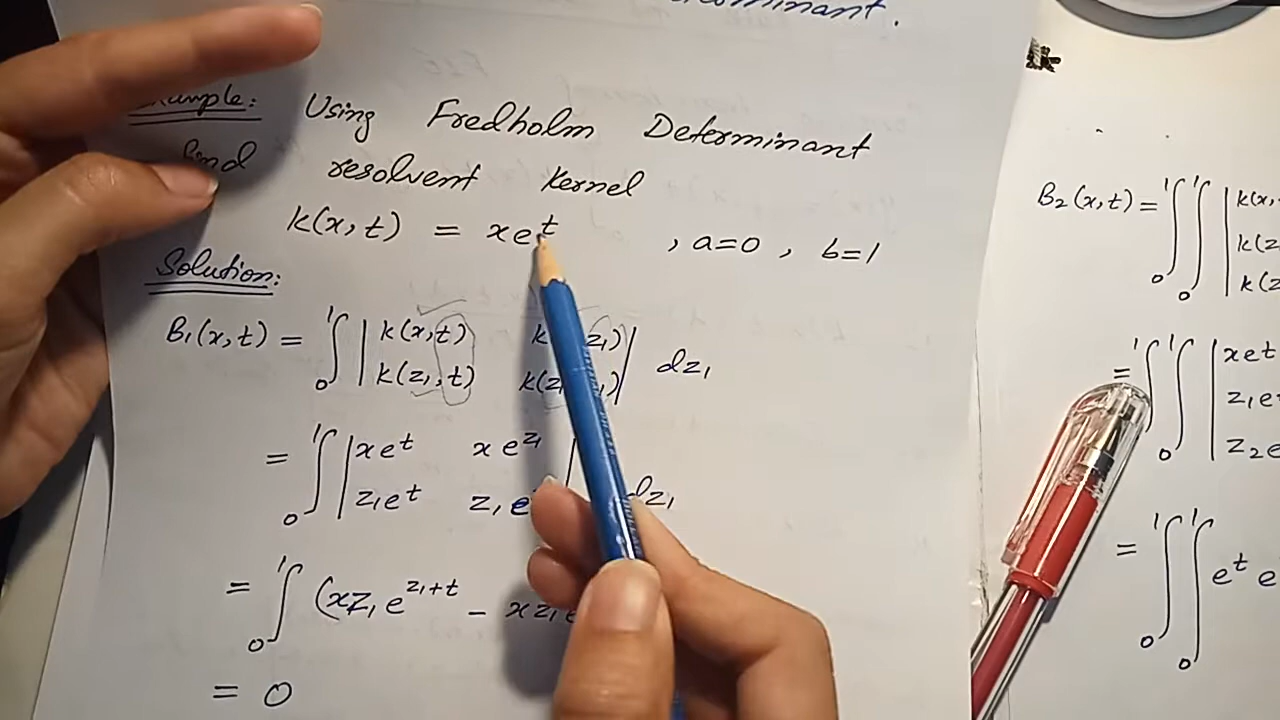 Determinant.
Example: Using Fredholm Determinant
find resolvent Kernel
k(x,t) = xe^t , a=0 , b=1
Solution:
B₁(x,t) = ∫₀¹ | k(x,t) k( z₁) |
| k(z₁,t) k(z₁ ) | dz₁
= ∫₀¹ | xe^t xe^z₁ |
| z₁e^t z₁e | dz₁
= ∫₀¹ (xz₁e^{z₁+t} - xz₁e
= 0
B₂(x,t) = ∫₀¹∫₀¹ | k(x,
k(z
k(z
= ∫₀¹∫₀¹ | xet
z₁e
z₂e
= ∫₀¹∫₀¹ e^t e